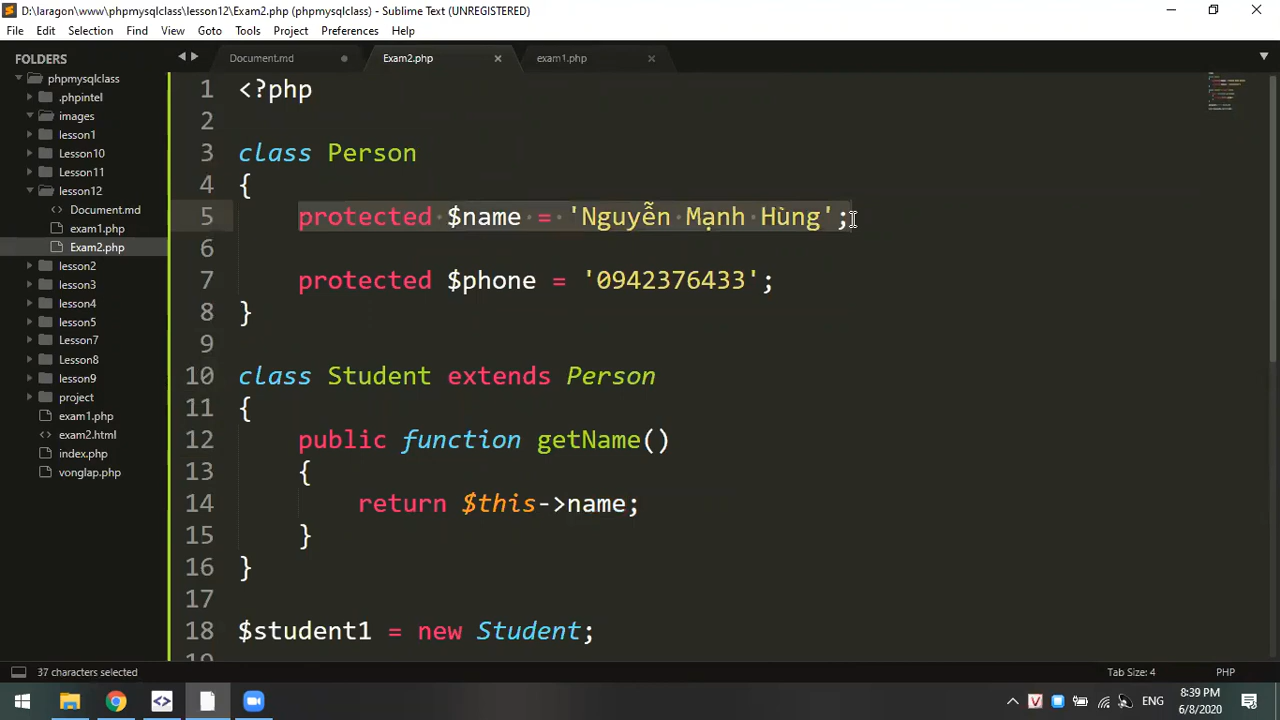 D:\laragon\www\phpmysqlclass\lesson12\Exam2.php (phpmysqlclass) - Sublime Text (UNREGISTERED)
File Edit Selection Find View Goto Tools Project Preferences Help
FOLDERS
phpmysqlclass
.phpintel
images
lesson1
Lesson10
Lesson11
lesson12
Document.md
exam1.php
Exam2.php
lesson2
lesson3
lesson4
lesson5
Lesson7
Lesson8
lesson9
project
exam1.php
exam2.html
index.php
vonglap.php
Document.md Exam2.php exam1.php
1 <?php
2
3 class Person
4 {
5 protected $name = 'Nguyễn Mạnh Hùng';
6
7 protected $phone = '0942376433';
8 }
9
10 class Student extends Person
11 {
12 public function getName()
13 {
14 return $this->name;
15 }
16 }
17
18 $student1 = new Student;
19
37 characters selected Tab Size: 4 PHP
ENG 8:39 PM
6/8/2020